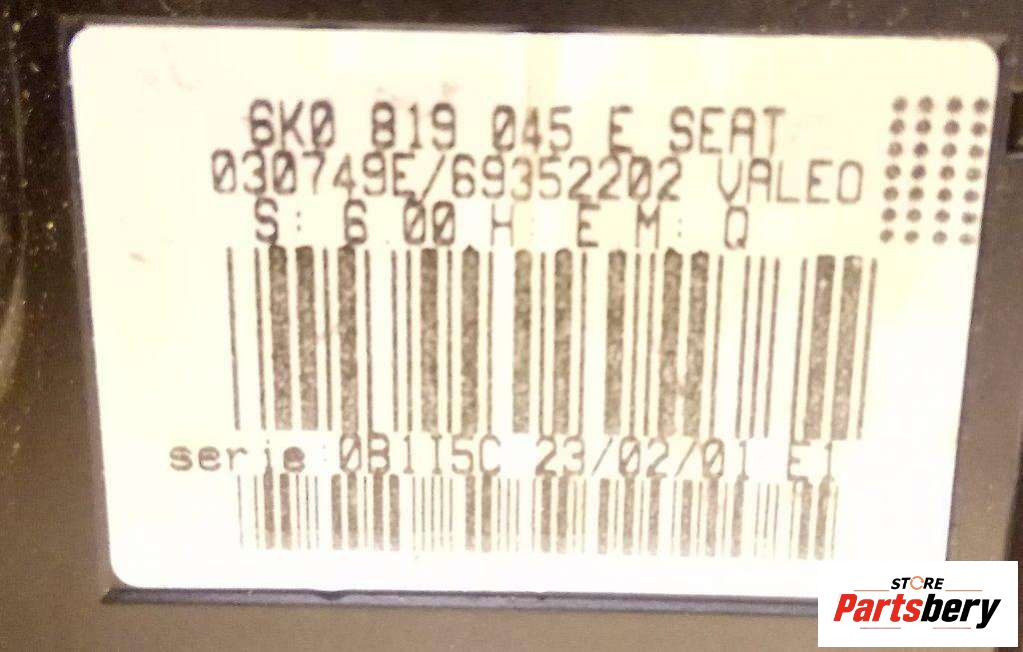 6K0 819 045 E SEAT
030749E/69352202 VALEO
S: 6.00 H: E M: Q
serie:0B1I5C 23/02/01 E1
STORE
Partsbery